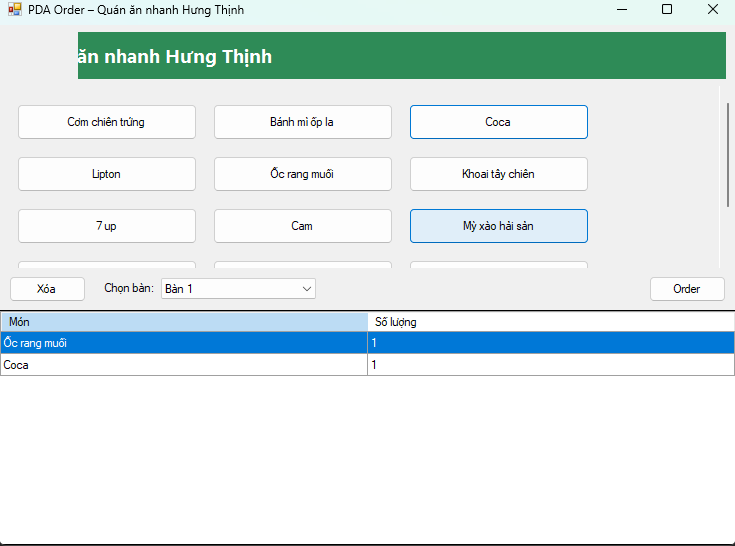 PDA Order – Quán ăn nhanh Hưng Thịnh
ăn nhanh Hưng Thịnh
Cơm chiên trứng Bánh mì ốp la Coca
Lipton Ốc rang muối Khoai tây chiên
7 up Cam Mỳ xào hải sản
Xóa Chọn bàn: Bàn 1 Order
Món Số lượng
Ốc rang muối 1
Coca 1